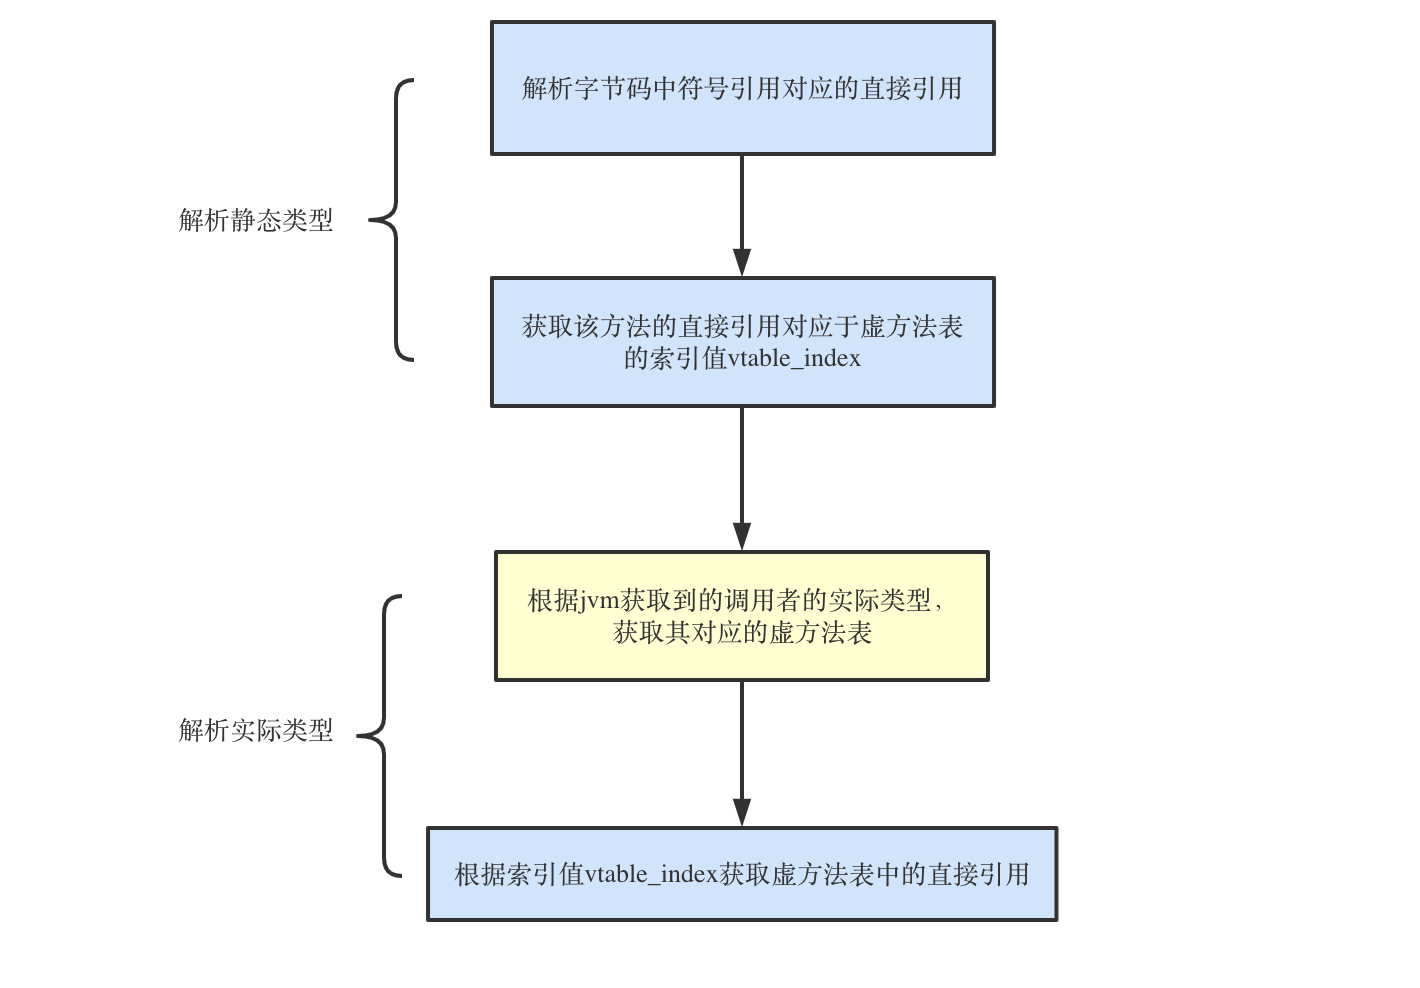 解析字节码中符号引用对应的直接引用
解析静态类型
获取该方法的直接引用对应于虚方法表
的索引值vtable_index
根据jvm获取到的调用者的实际类型，
获取其对应的虚方法表
解析实际类型
根据索引值vtable_index获取虚方法表中的直接引用